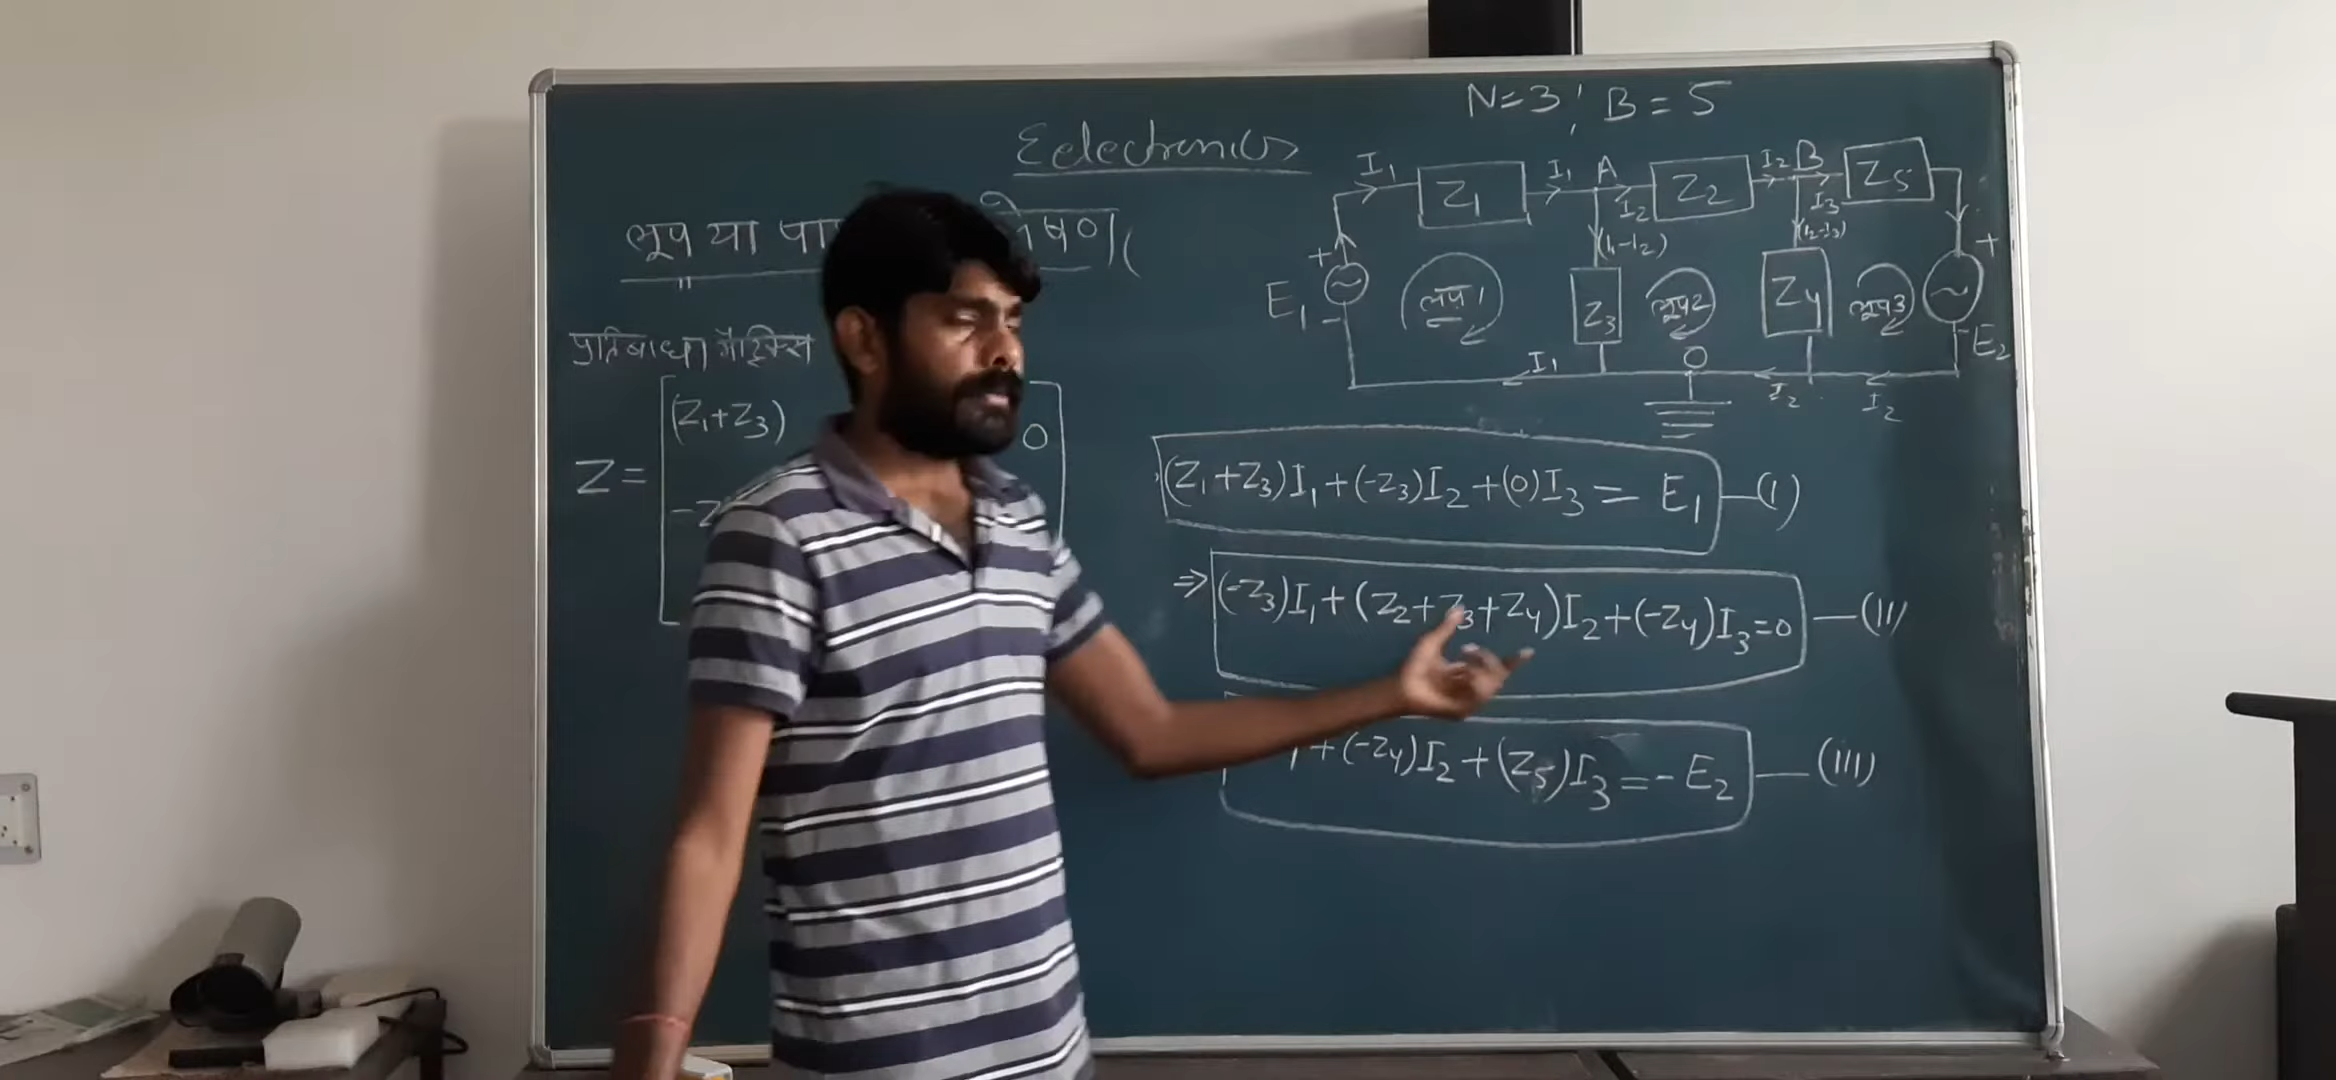 N=3, B=5
Eelectronics
लूप या
प्रतिबाधा मैट्रिक्स
I₁ Z₁ I₁ A I₂ Z₂ I₂ B I₃ Z₅
(I₁-I₂) (I₂-I₃)
E₁ + - लूप1 Z₃ लूप2 Z₄ लूप3 + - E₂
I₁ O I₂ I₂
Z= (Z₁+Z₃) 0
(Z₁+Z₃)I₁+(-Z₃)I₂+(0)I₃= E₁ —(I)
⇒ (-Z₃)I₁+(Z₂+Z₃+Z₄)I₂+(-Z₄)I₃=0 —(II)
+(-Z₄)I₂+(Z₅)I₃=-E₂ —(III)